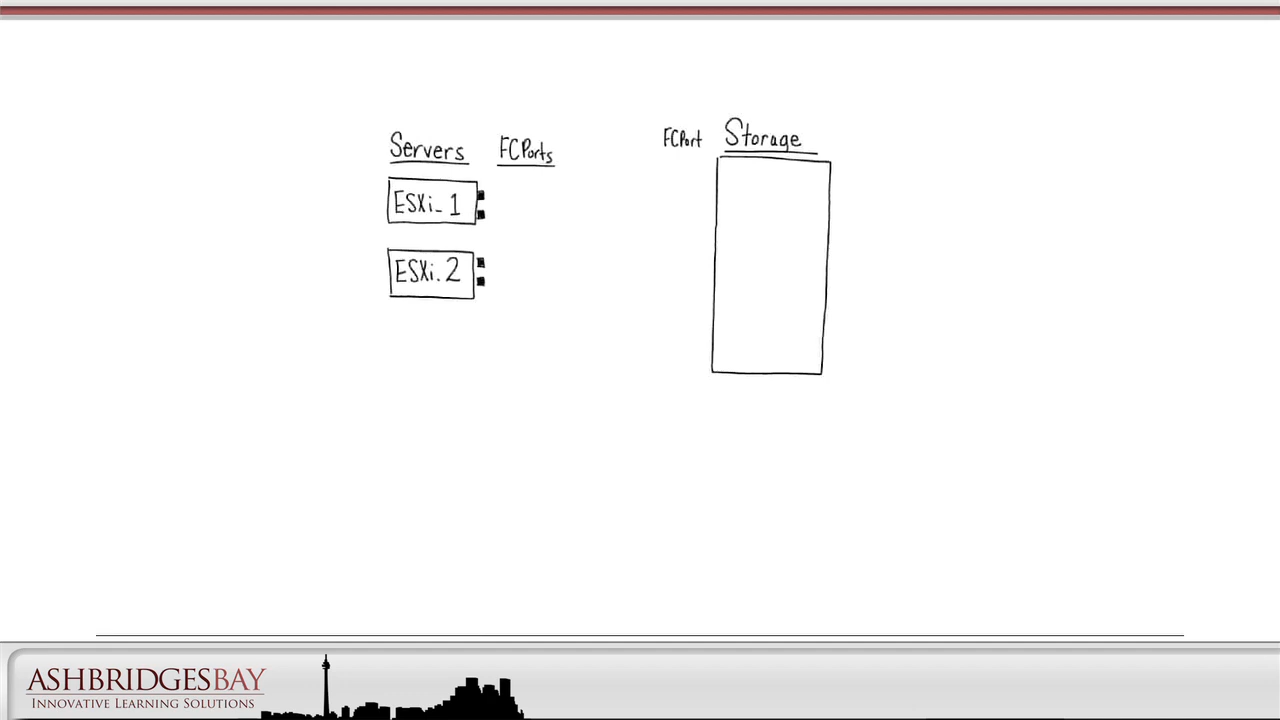 Servers FCPorts FCPort Storage
ESXi_1
ESXi.2
ASHBRIDGESBAY
INNOVATIVE LEARNING SOLUTIONS